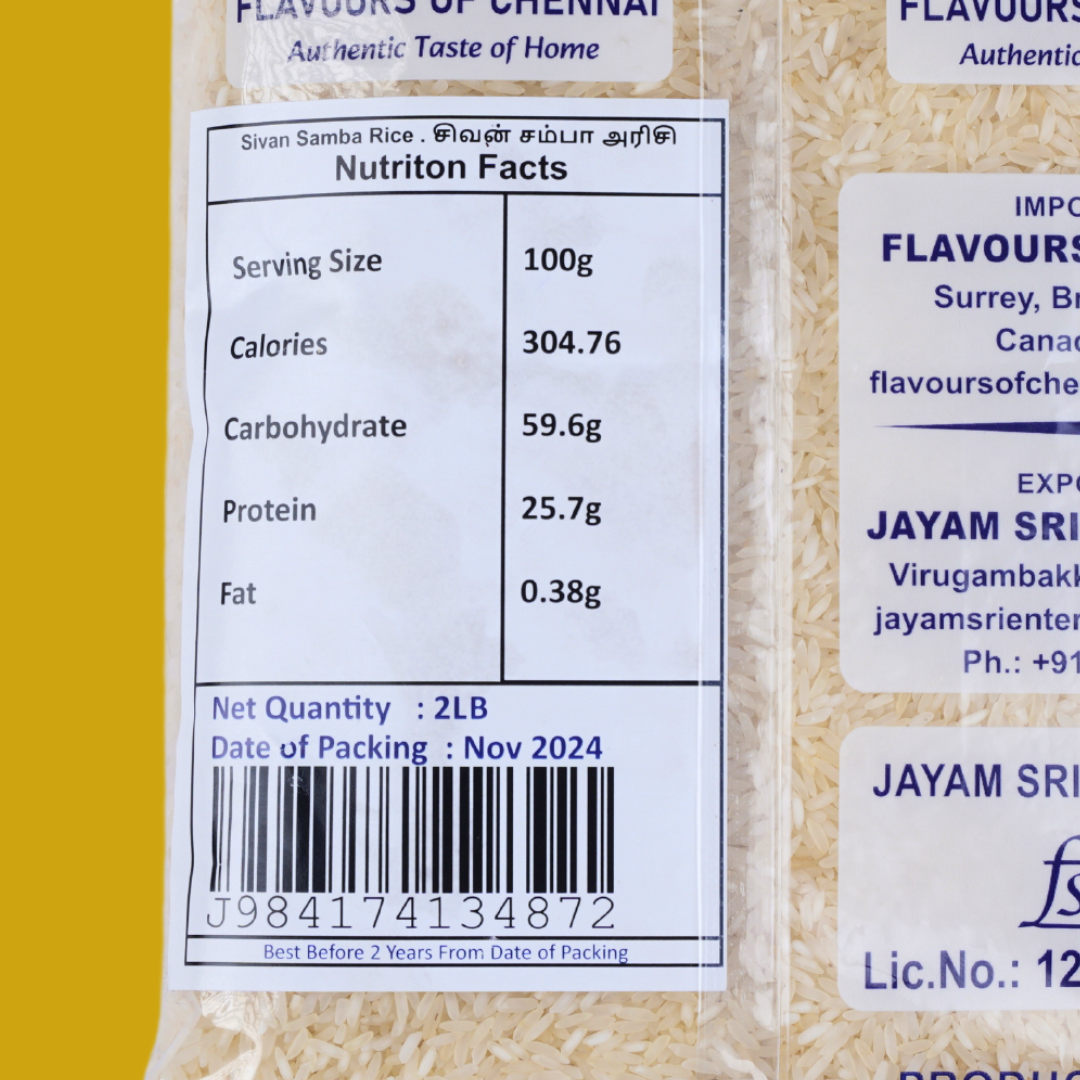 FLAVOURS OF CHENNAI
Authentic Taste of Home
Sivan Samba Rice . சிவன் சம்பா அரிசி
Nutriton Facts
Serving Size 100g
Calories 304.76
Carbohydrate 59.6g
Protein 25.7g
Fat 0.38g
Net Quantity : 2LB
Date of Packing : Nov 2024
J984174134872
Best Before 2 Years From Date of Packing
FLAVOURS
Authentic
IMPO
FLAVOURS
Surrey, Br
Canad
flavoursofche
EXPO
JAYAM SRI
Virugambakk
jayamsrienter
Ph.: +91
JAYAM SRI
fs
Lic.No.: 12